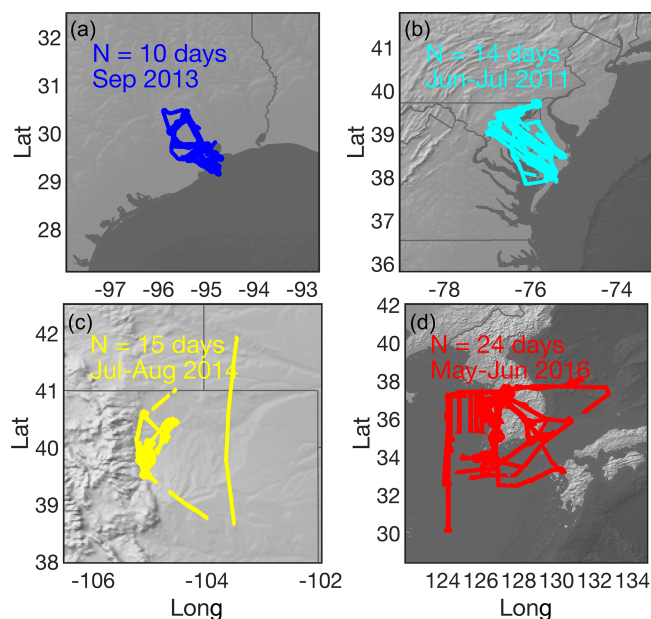 (a)
N = 10 days
Sep 2013
32
31
30
29
28
Lat
-97
-96
-95
-94
-93
(b)
N = 14 days
Jun-Jul 2011
41
40
39
38
37
36
Lat
-78
-76
-74
(c)
N = 15 days
Jul-Aug 2014
42
41
40
39
38
Lat
-106
-104
-102
Long
(d)
N = 24 days
May-Jun 2016
42
40
38
36
34
32
30
Lat
124
126
128
130
132
134
Long